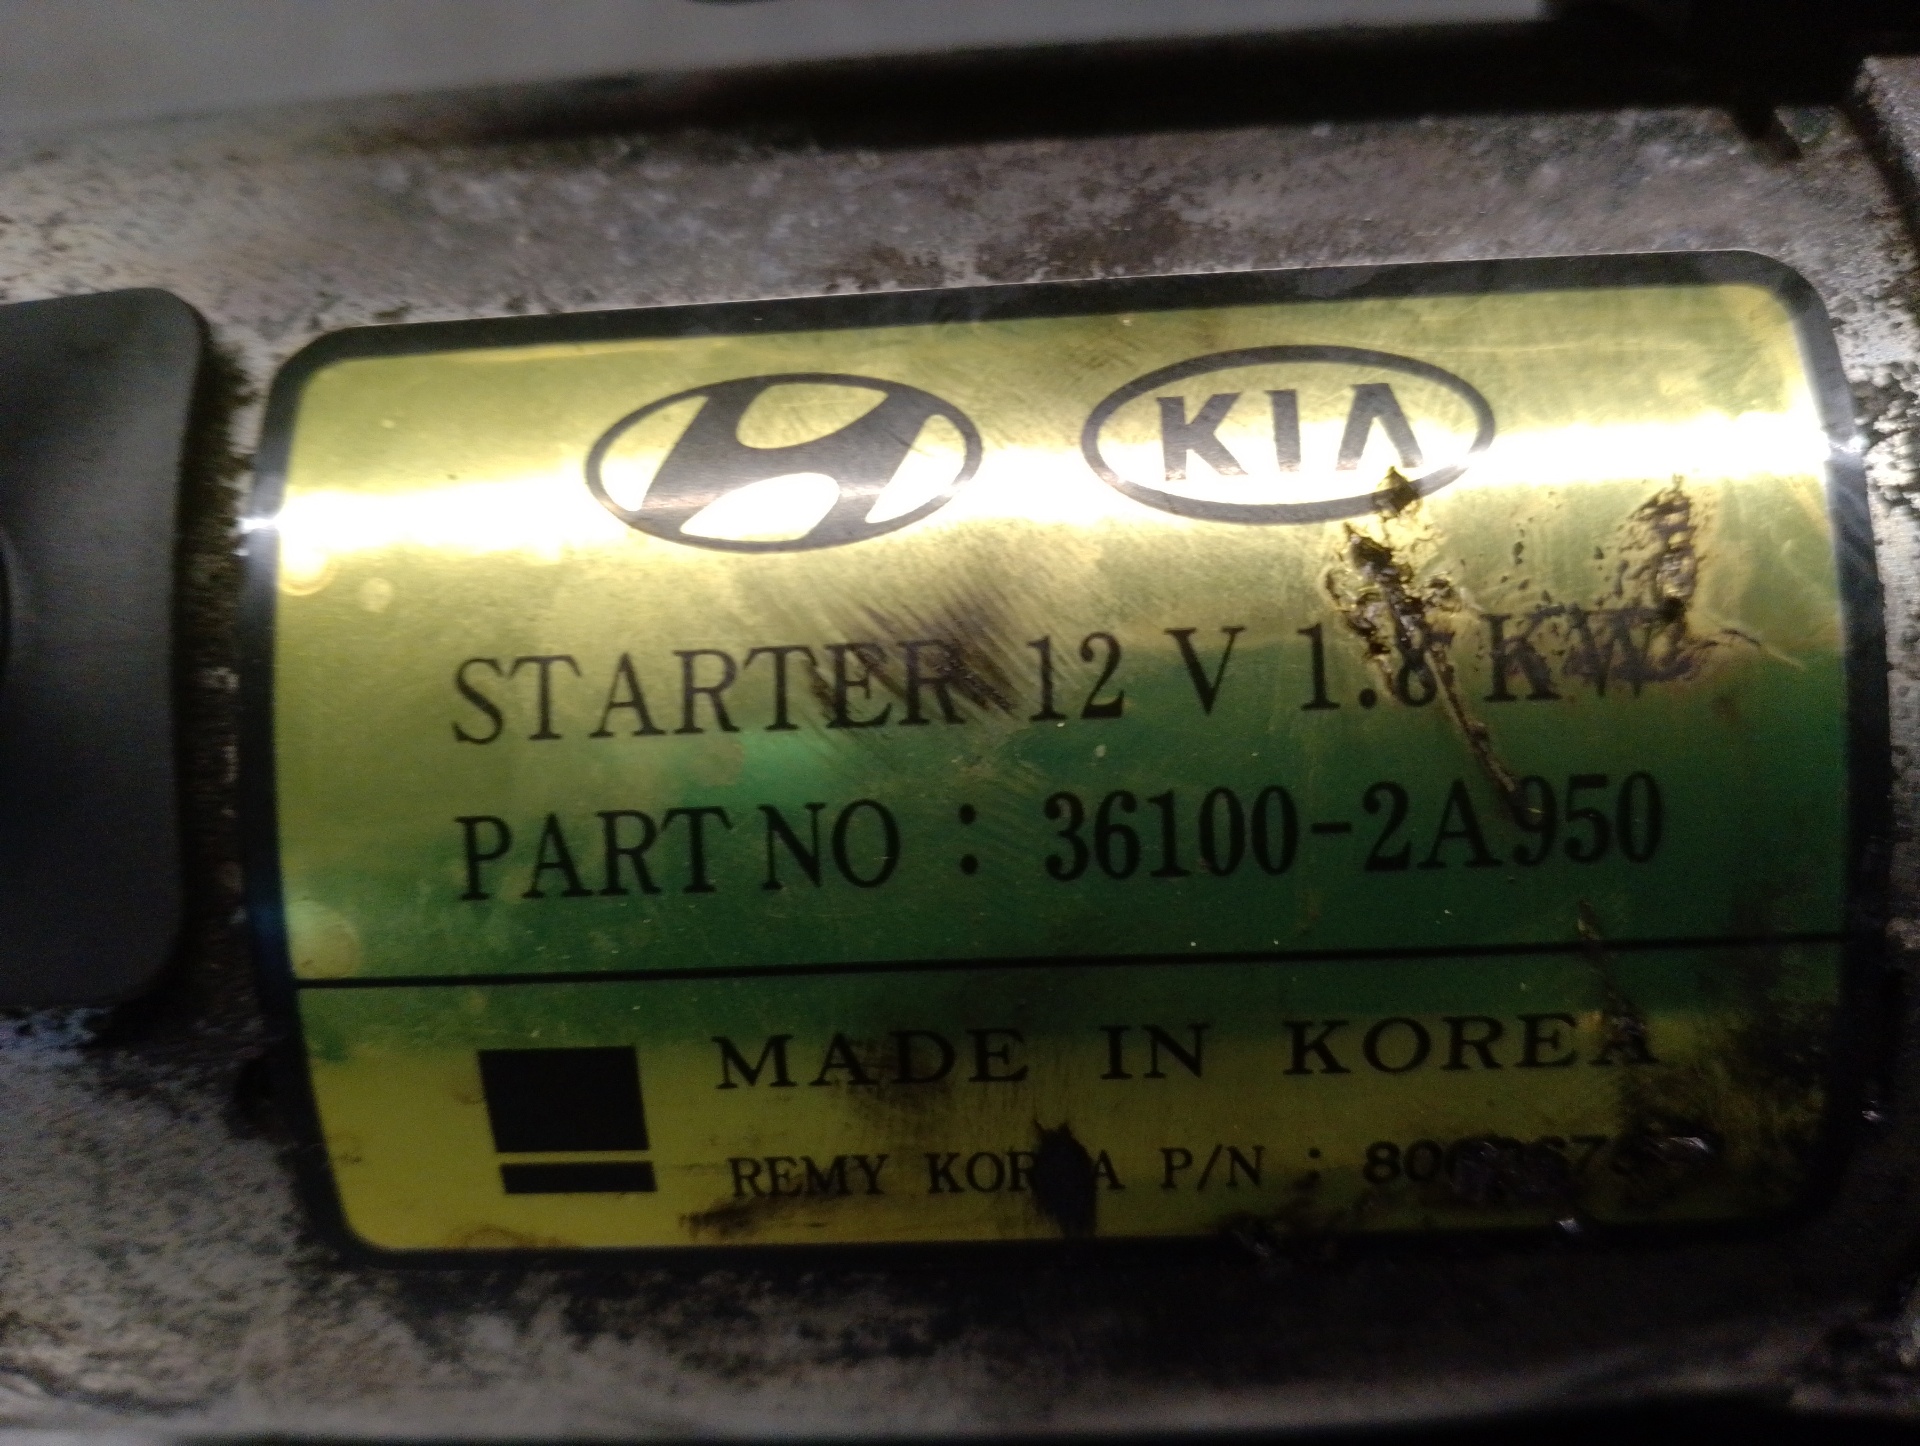 KIA
STARTER 12 V 1.8 KW
PART NO : 36100-2A950
MADE IN KOREA
REMY KOREA P/N :